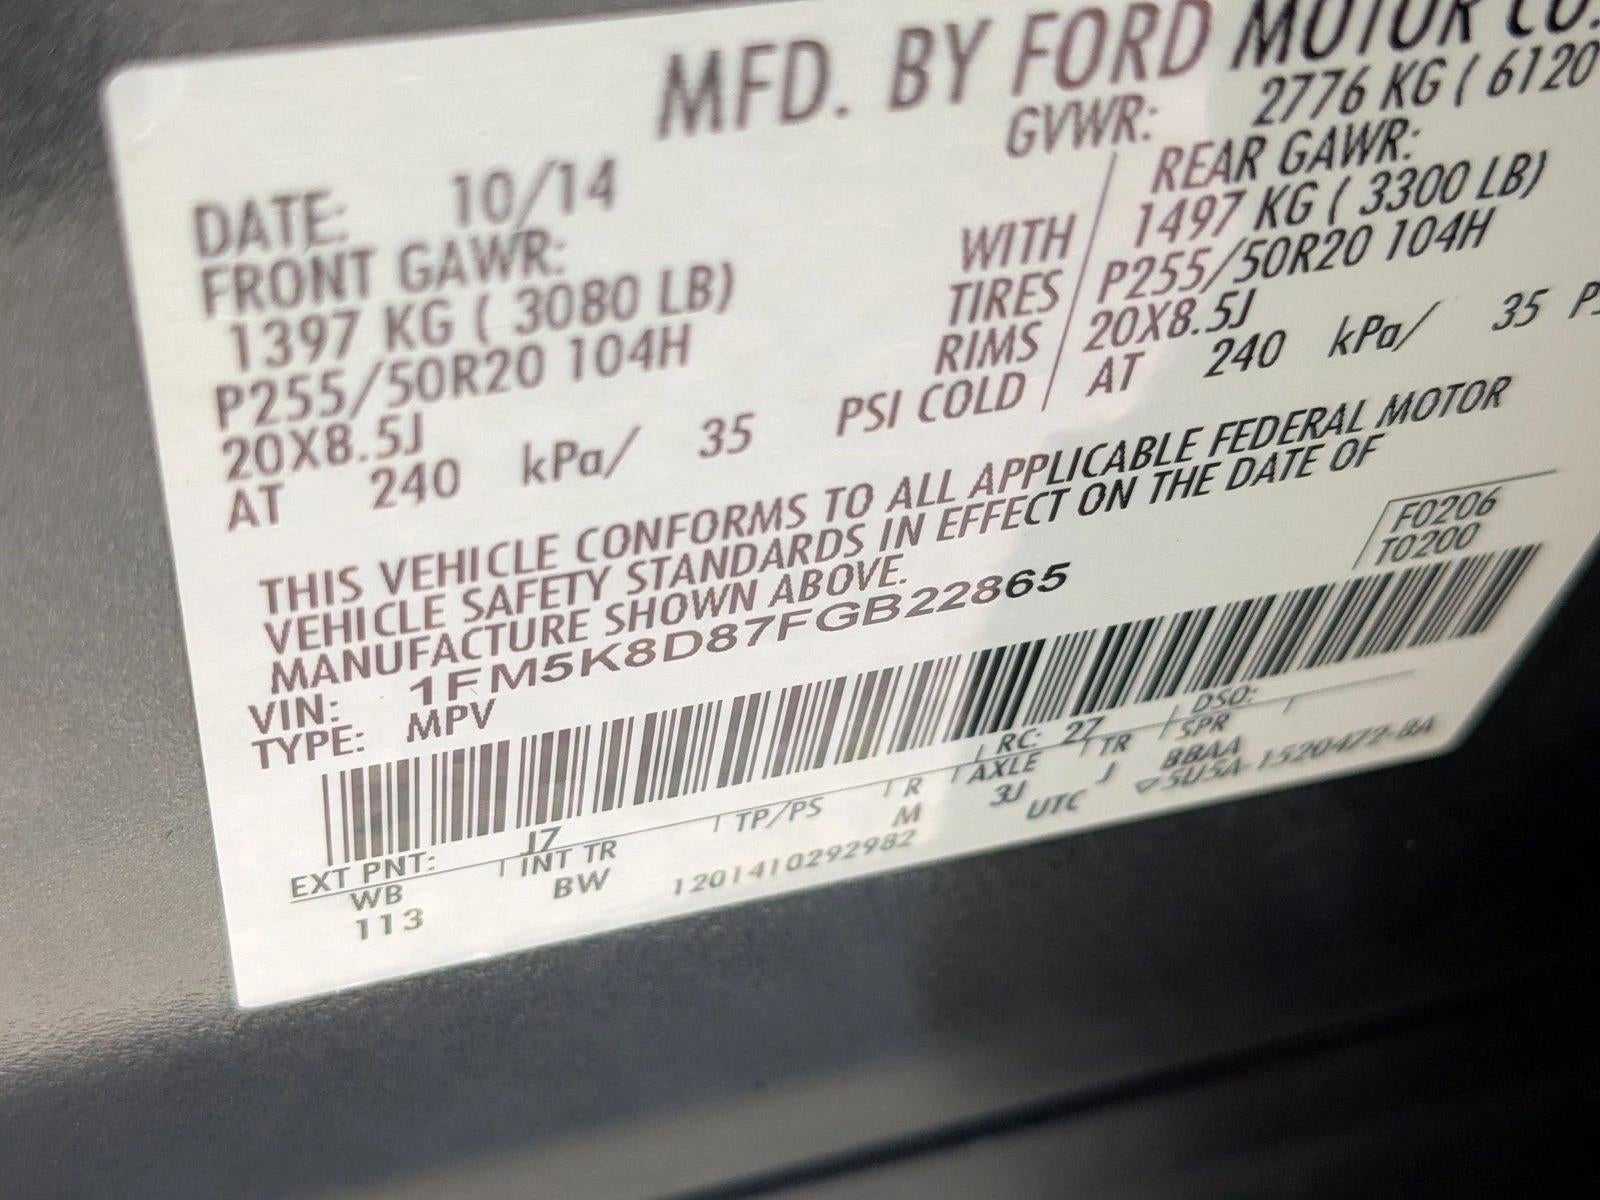 MFD. BY FORD MOTOR CO.
GVWR: 2776 KG ( 6120
DATE: 10/14
FRONT GAWR:
1397 KG ( 3080 LB)
P255/50R20 104H
20X8.5J
AT 240 kPa/ 35 PSI COLD
WITH
TIRES
RIMS
REAR GAWR:
1497 KG ( 3300 LB)
P255/50R20 104H
20X8.5J
AT 240 kPa/ 35 PS
THIS VEHICLE CONFORMS TO ALL APPLICABLE FEDERAL MOTOR
VEHICLE SAFETY STANDARDS IN EFFECT ON THE DATE OF
MANUFACTURE SHOWN ABOVE.
F0206
T0200
VIN: 1FM5K8D87FGB22865
TYPE: MPV
EXT PNT: J7 RC: 27 DSO:
WB INT TR TP/PS R AXLE TR SPR
113 BW M 3J J BBAA
1201410292982 UTC 5U5A-1520472-BA